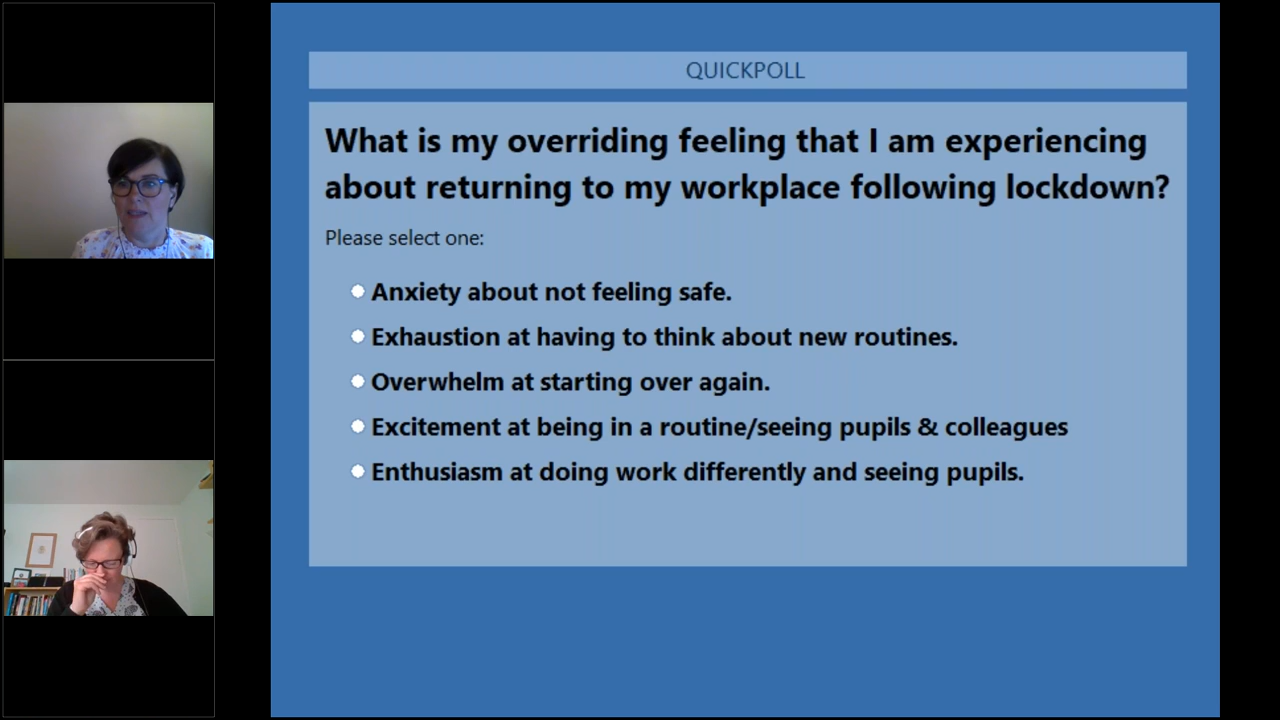 QUICKPOLL
What is my overriding feeling that I am experiencing
about returning to my workplace following lockdown?
Please select one:
Anxiety about not feeling safe.
Exhaustion at having to think about new routines.
Overwhelm at starting over again.
Excitement at being in a routine/seeing pupils & colleagues
Enthusiasm at doing work differently and seeing pupils.